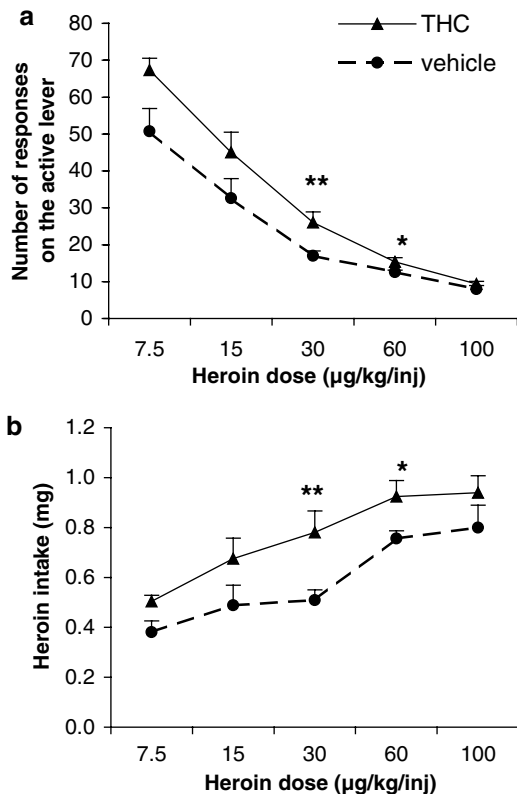 a
THC
vehicle
Number of responses
on the active lever
80
70
60
50
40
30
20
10
0
**
*
7.5 15 30 60 100
Heroin dose (µg/kg/inj)
b
Heroin intake (mg)
1.2
1.0
0.8
0.6
0.4
0.2
0.0
**
*
7.5 15 30 60 100
Heroin dose (µg/kg/inj)